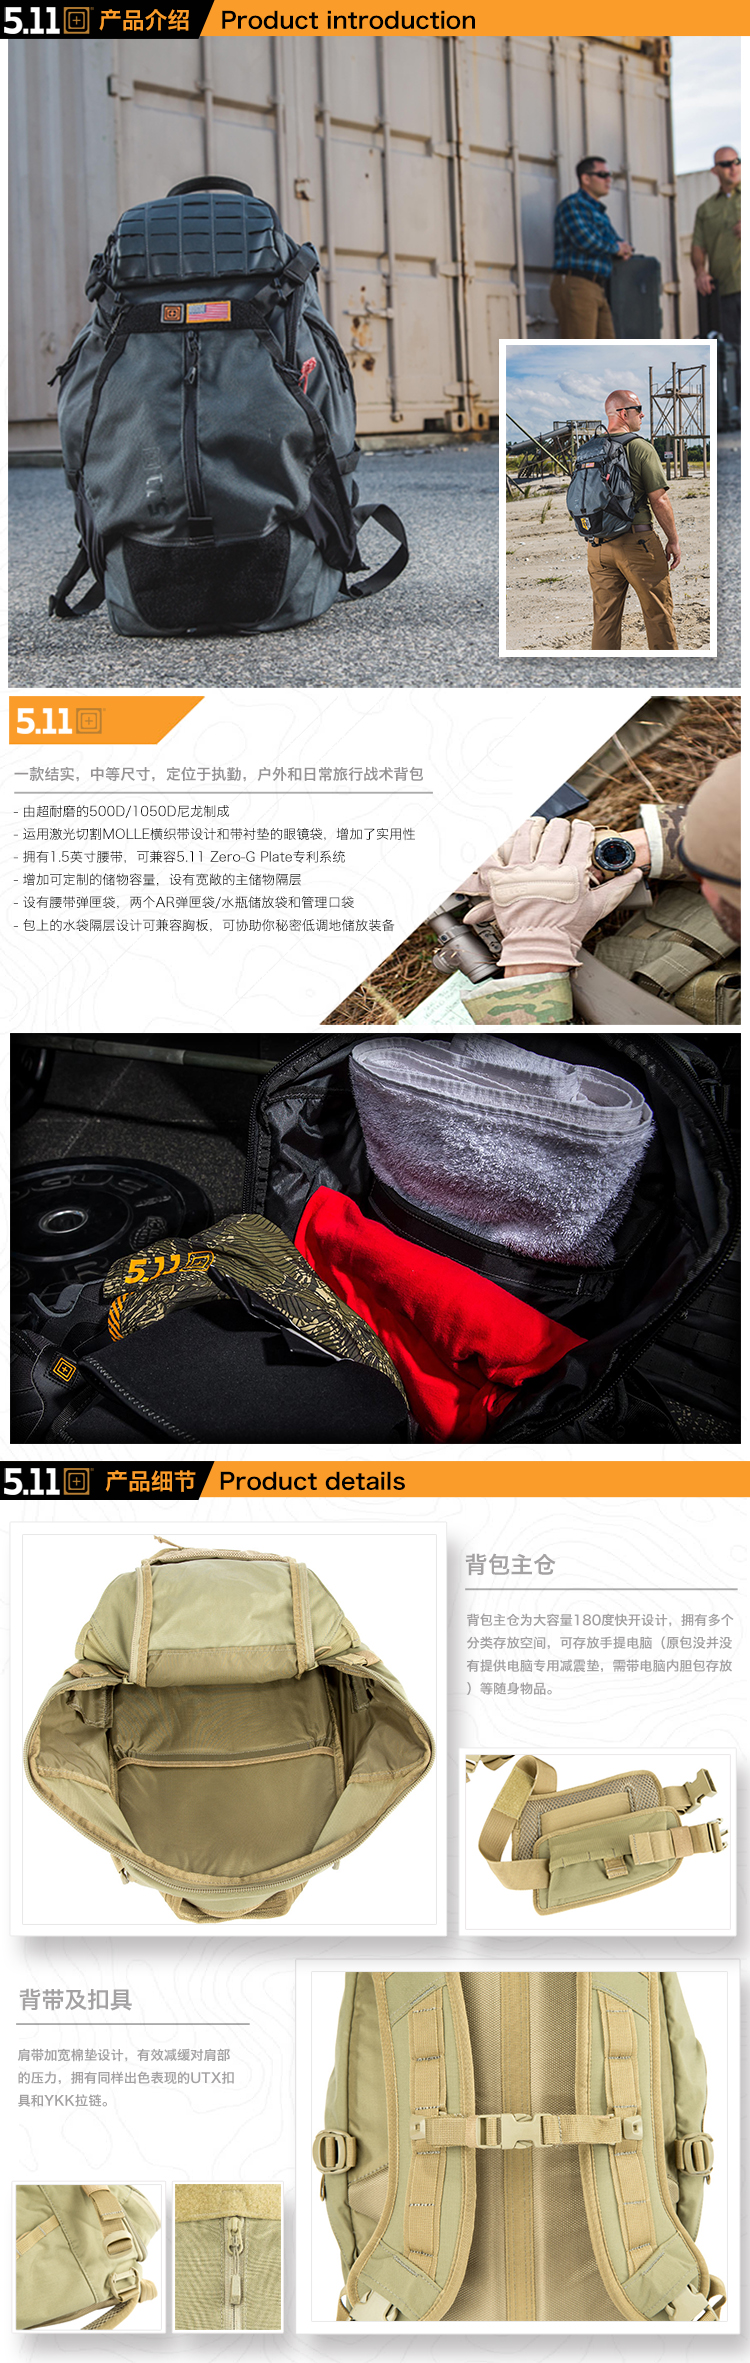 5.11 产品介绍 Product introduction
5.11
5.11
一款结实，中等尺寸，定位于执勤，户外和日常旅行战术背包
- 由超耐磨的500D/1050D尼龙制成
- 运用激光切割MOLLE横织带设计和带衬垫的眼镜袋，增加了实用性
- 拥有1.5英寸腰带，可兼容5.11 Zero-G Plate专利系统
- 增加可定制的储物容量，设有宽敞的主储物隔层
- 设有腰带弹匣袋，两个AR弹匣袋/水瓶储放袋和管理口袋
- 包上的水袋隔层设计可兼容胸板，可协助你秘密低调地储放装备
5.11
5.11 产品细节 Product details
背包主仓
背包主仓为大容量180度快开设计，拥有多个
分类存放空间，可存放手提电脑（原包没并没
有提供电脑专用减震垫，需带电脑内胆包存放
）等随身物品。
背带及扣具
肩带加宽棉垫设计，有效减缓对肩部
的压力，拥有同样出色表现的UTX扣
具和YKK拉链。